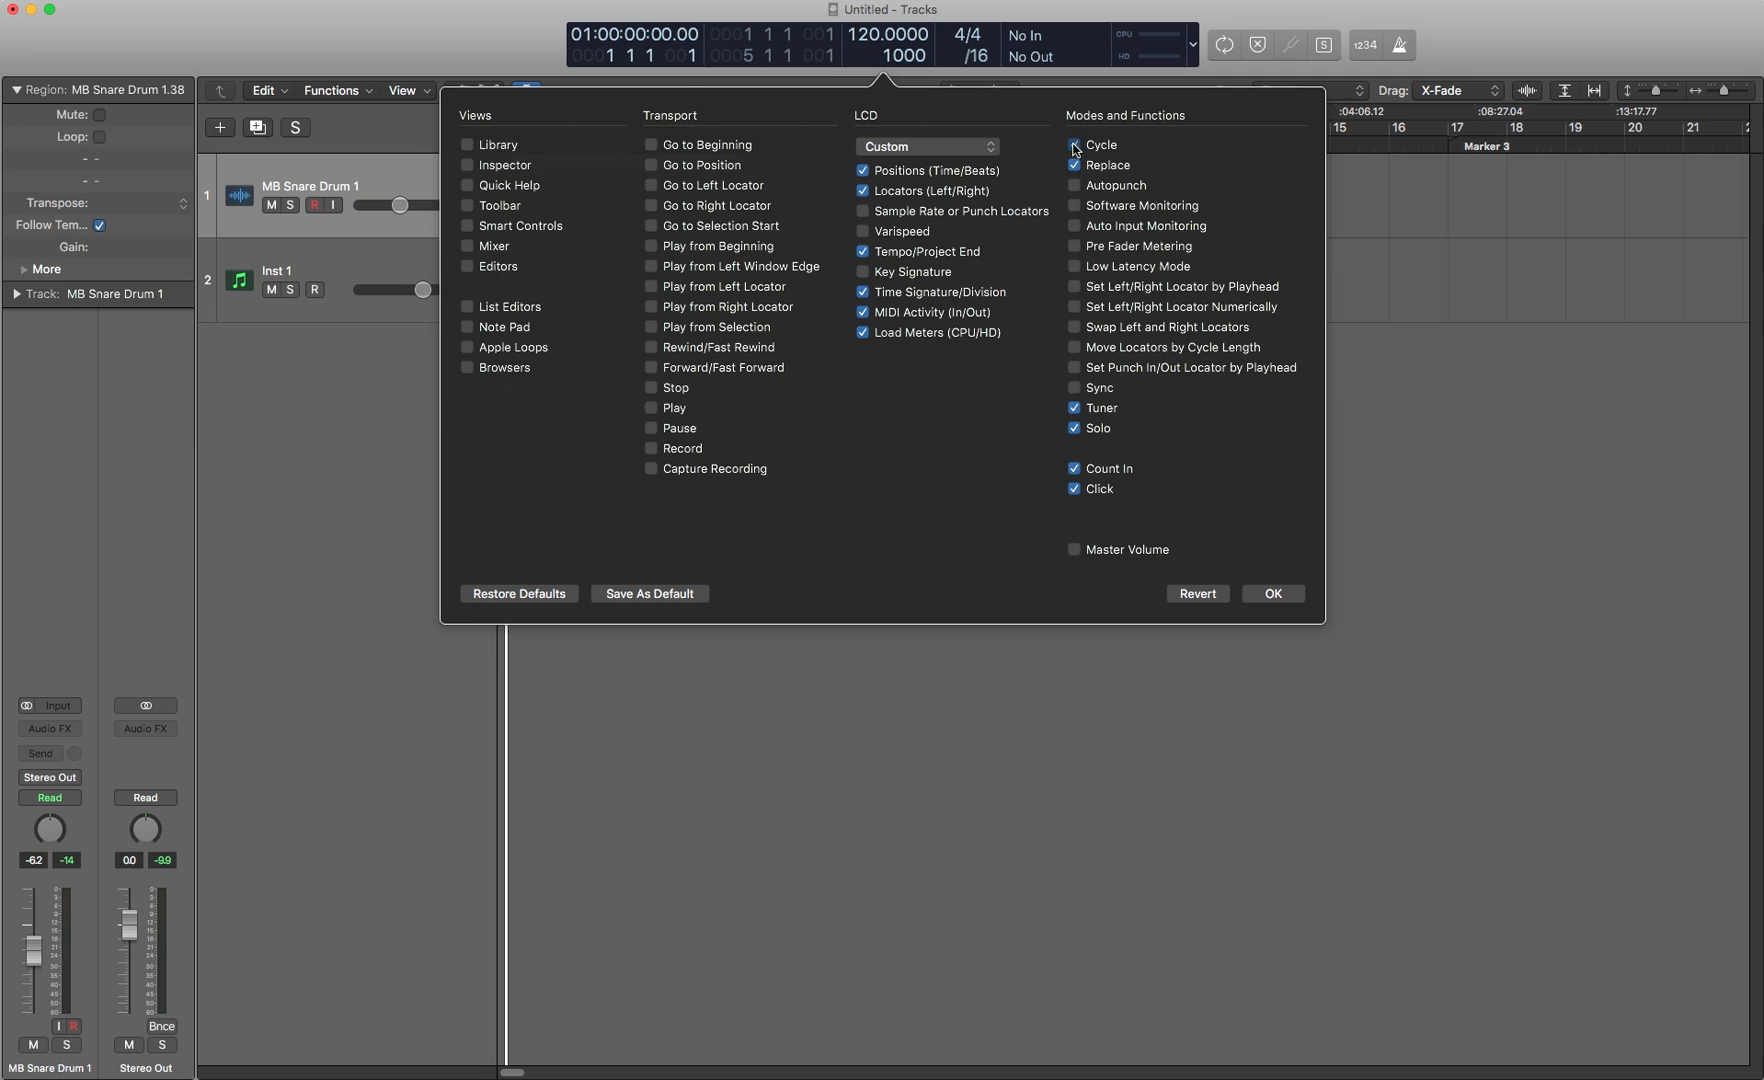 Untitled - Tracks
01:00:00:00.00 0001 1 1 001 120.0000 4/4 No In CPU
0001 1 1 001 0005 1 1 001 1000 /16 No Out HD
S 1234
Region: MB Snare Drum 1.38
Edit Functions View
Drag: X-Fade
Mute:
Loop:
- -
- -
Transpose:
Follow Tem...
Gain:
More
Track: MB Snare Drum 1
+ S
:04:06.12 :08:27.04 :13:17.77
15 16 17 18 19 20 21
Marker 3
1 MB Snare Drum 1
M S R I
2 Inst 1
M S R
Views
Library
Inspector
Quick Help
Toolbar
Smart Controls
Mixer
Editors
List Editors
Note Pad
Apple Loops
Browsers
Transport
Go to Beginning
Go to Position
Go to Left Locator
Go to Right Locator
Go to Selection Start
Play from Beginning
Play from Left Window Edge
Play from Left Locator
Play from Right Locator
Play from Selection
Rewind/Fast Rewind
Forward/Fast Forward
Stop
Play
Pause
Record
Capture Recording
LCD
Custom
Positions (Time/Beats)
Locators (Left/Right)
Sample Rate or Punch Locators
Varispeed
Tempo/Project End
Key Signature
Time Signature/Division
MIDI Activity (In/Out)
Load Meters (CPU/HD)
Modes and Functions
Cycle
Replace
Autopunch
Software Monitoring
Auto Input Monitoring
Pre Fader Metering
Low Latency Mode
Set Left/Right Locator by Playhead
Set Left/Right Locator Numerically
Swap Left and Right Locators
Move Locators by Cycle Length
Set Punch In/Out Locator by Playhead
Sync
Tuner
Solo
Count In
Click
Master Volume
Restore Defaults Save As Default Revert OK
Input
Audio FX Audio FX
Send
Stereo Out
Read Read
-6.2 -14 0.0 -9.9
I R Bnce
M S M S
MB Snare Drum 1 Stereo Out